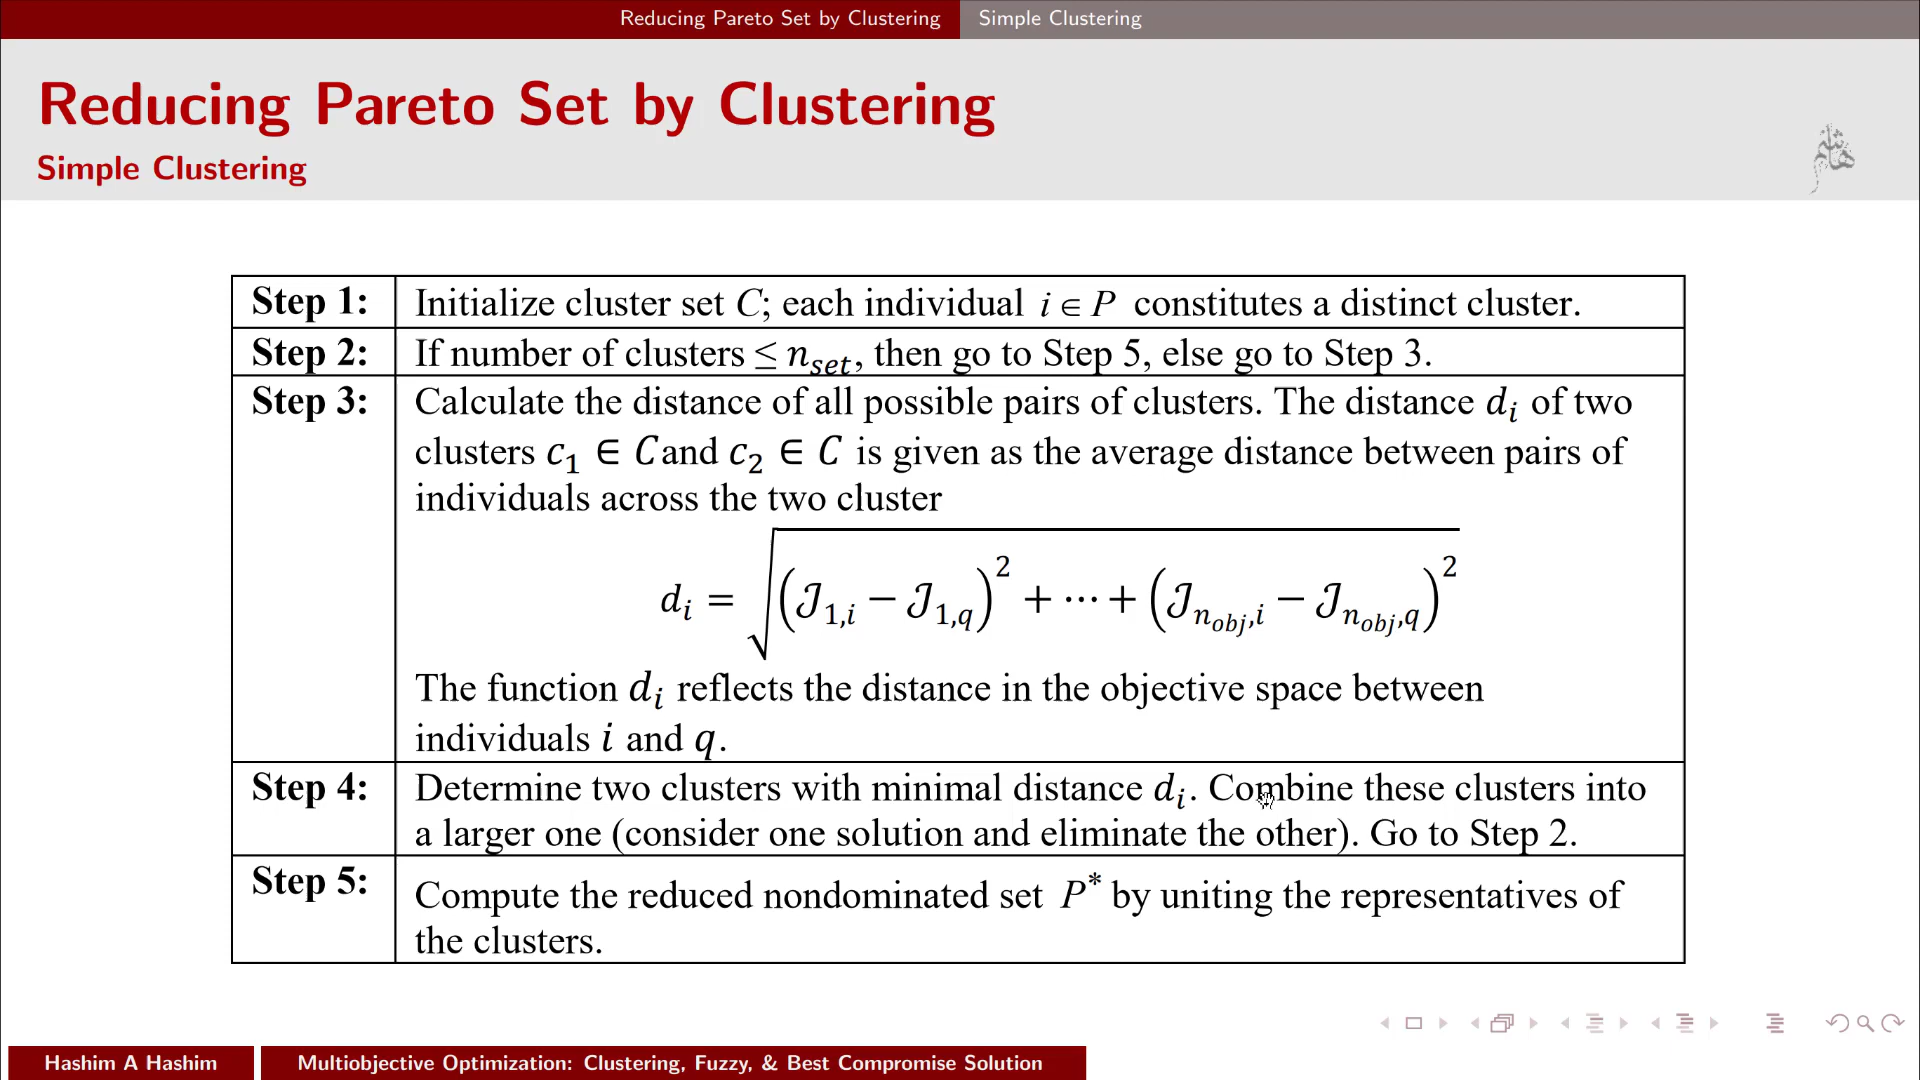 Reducing Pareto Set by Clustering Simple Clustering
Reducing Pareto Set by Clustering
Simple Clustering
هاشم
Step 1: Initialize cluster set C; each individual i ∈ P constitutes a distinct cluster.
Step 2: If number of clusters ≤ n_set, then go to Step 5, else go to Step 3.
Step 3: Calculate the distance of all possible pairs of clusters. The distance d_i of two
clusters c_1 ∈ C and c_2 ∈ C is given as the average distance between pairs of
individuals across the two cluster
d_i = √((𝒥_{1,i} − 𝒥_{1,q})^2 + ⋯ + (𝒥_{n_obj,i} − 𝒥_{n_obj,q})^2)
The function d_i reflects the distance in the objective space between
individuals i and q.
Step 4: Determine two clusters with minimal distance d_i. Combine these clusters into
a larger one (consider one solution and eliminate the other). Go to Step 2.
Step 5: Compute the reduced nondominated set P* by uniting the representatives of
the clusters.
Hashim A Hashim Multiobjective Optimization: Clustering, Fuzzy, & Best Compromise Solution